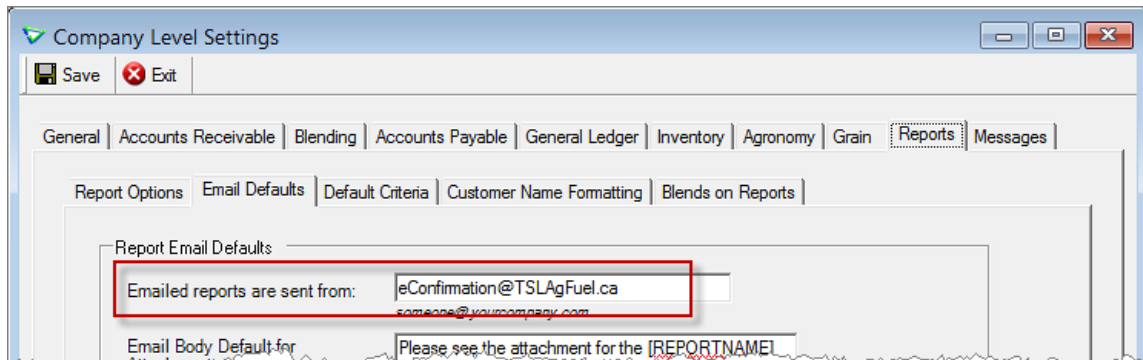 Company Level Settings
Save Exit
General Accounts Receivable Blending Accounts Payable General Ledger Inventory Agronomy Grain Reports Messages
Report Options Email Defaults Default Criteria Customer Name Formatting Blends on Reports
Report Email Defaults
Emailed reports are sent from: eConfirmation@TSLAgFuel.ca
someone@yourcompany.com
Email Body Default for Please see the attachment for the [REPORTNAME]